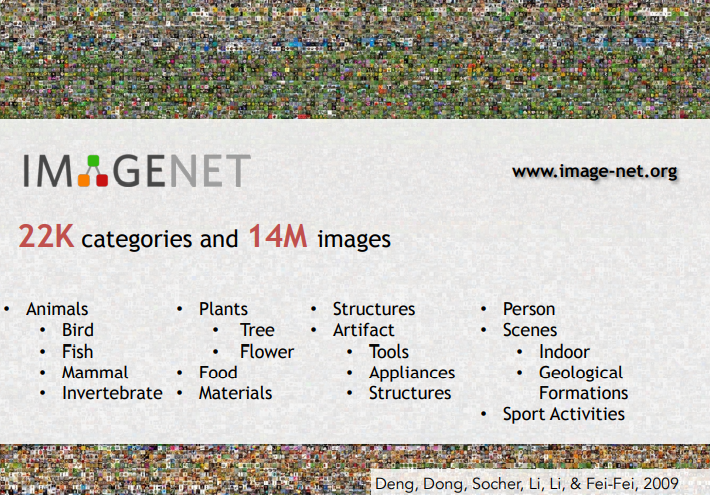 IMAGENET
www.image-net.org
22K categories and 14M images
• Animals
• Bird
• Fish
• Mammal
• Invertebrate
• Plants
• Tree
• Flower
• Food
• Materials
• Structures
• Artifact
• Tools
• Appliances
• Structures
• Person
• Scenes
• Indoor
• Geological
Formations
• Sport Activities
Deng, Dong, Socher, Li, Li, & Fei-Fei, 2009